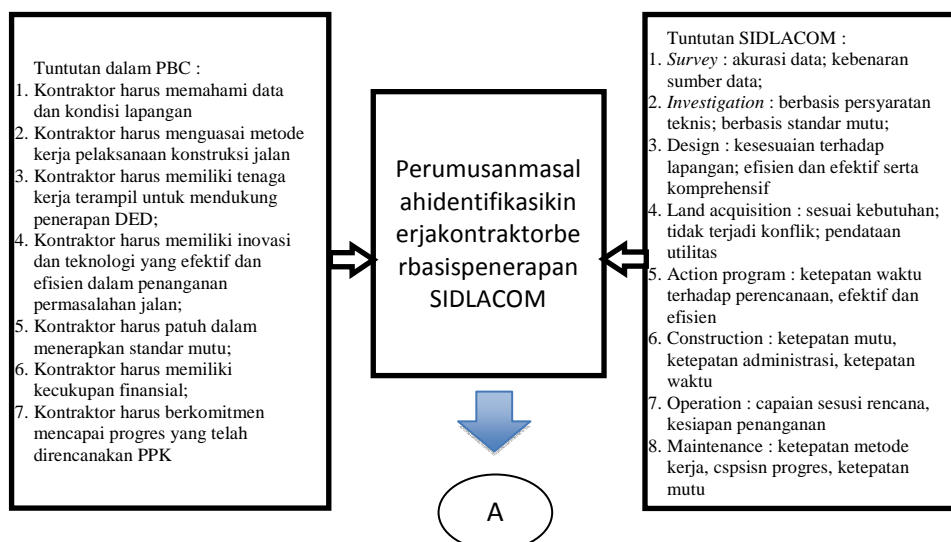 Tuntutan dalam PBC :
1. Kontraktor harus memahami data
dan kondisi lapangan
2. Kontraktor harus menguasai metode
kerja pelaksanaan konstruksi jalan
3. Kontraktor harus memiliki tenaga
kerja terampil untuk mendukung
penerapan DED;
4. Kontraktor harus memiliki inovasi
dan teknologi yang efektif dan
efisien dalam penanganan
permasalahan jalan;
5. Kontraktor harus patuh dalam
menerapkan standar mutu;
6. Kontraktor harus memiliki
kecukupan finansial;
7. Kontraktor harus berkomitmen
mencapai progres yang telah
direncanakan PPK
Perumusanmasal
ahidentifikasikin
erjakontraktorbe
rbasispenerapan
SIDLACOM
A
Tuntutan SIDLACOM :
1. Survey : akurasi data; kebenaran
sumber data;
2. Investigation : berbasis persyaratan
teknis; berbasis standar mutu;
3. Design : kesesuaian terhadap
lapangan; efisien dan efektif serta
komprehensif
4. Land acquisition : sesuai kebutuhan;
tidak terjadi konflik; pendataan
utilitas
5. Action program : ketepatan waktu
terhadap perencanaan, efektif dan
efisien
6. Construction : ketepatan mutu,
ketepatan administrasi, ketepatan
waktu
7. Operation : capaian sesusi rencana,
kesiapan penanganan
8. Maintenance : ketepatan metode
kerja, cspsisn progres, ketepatan
mutu